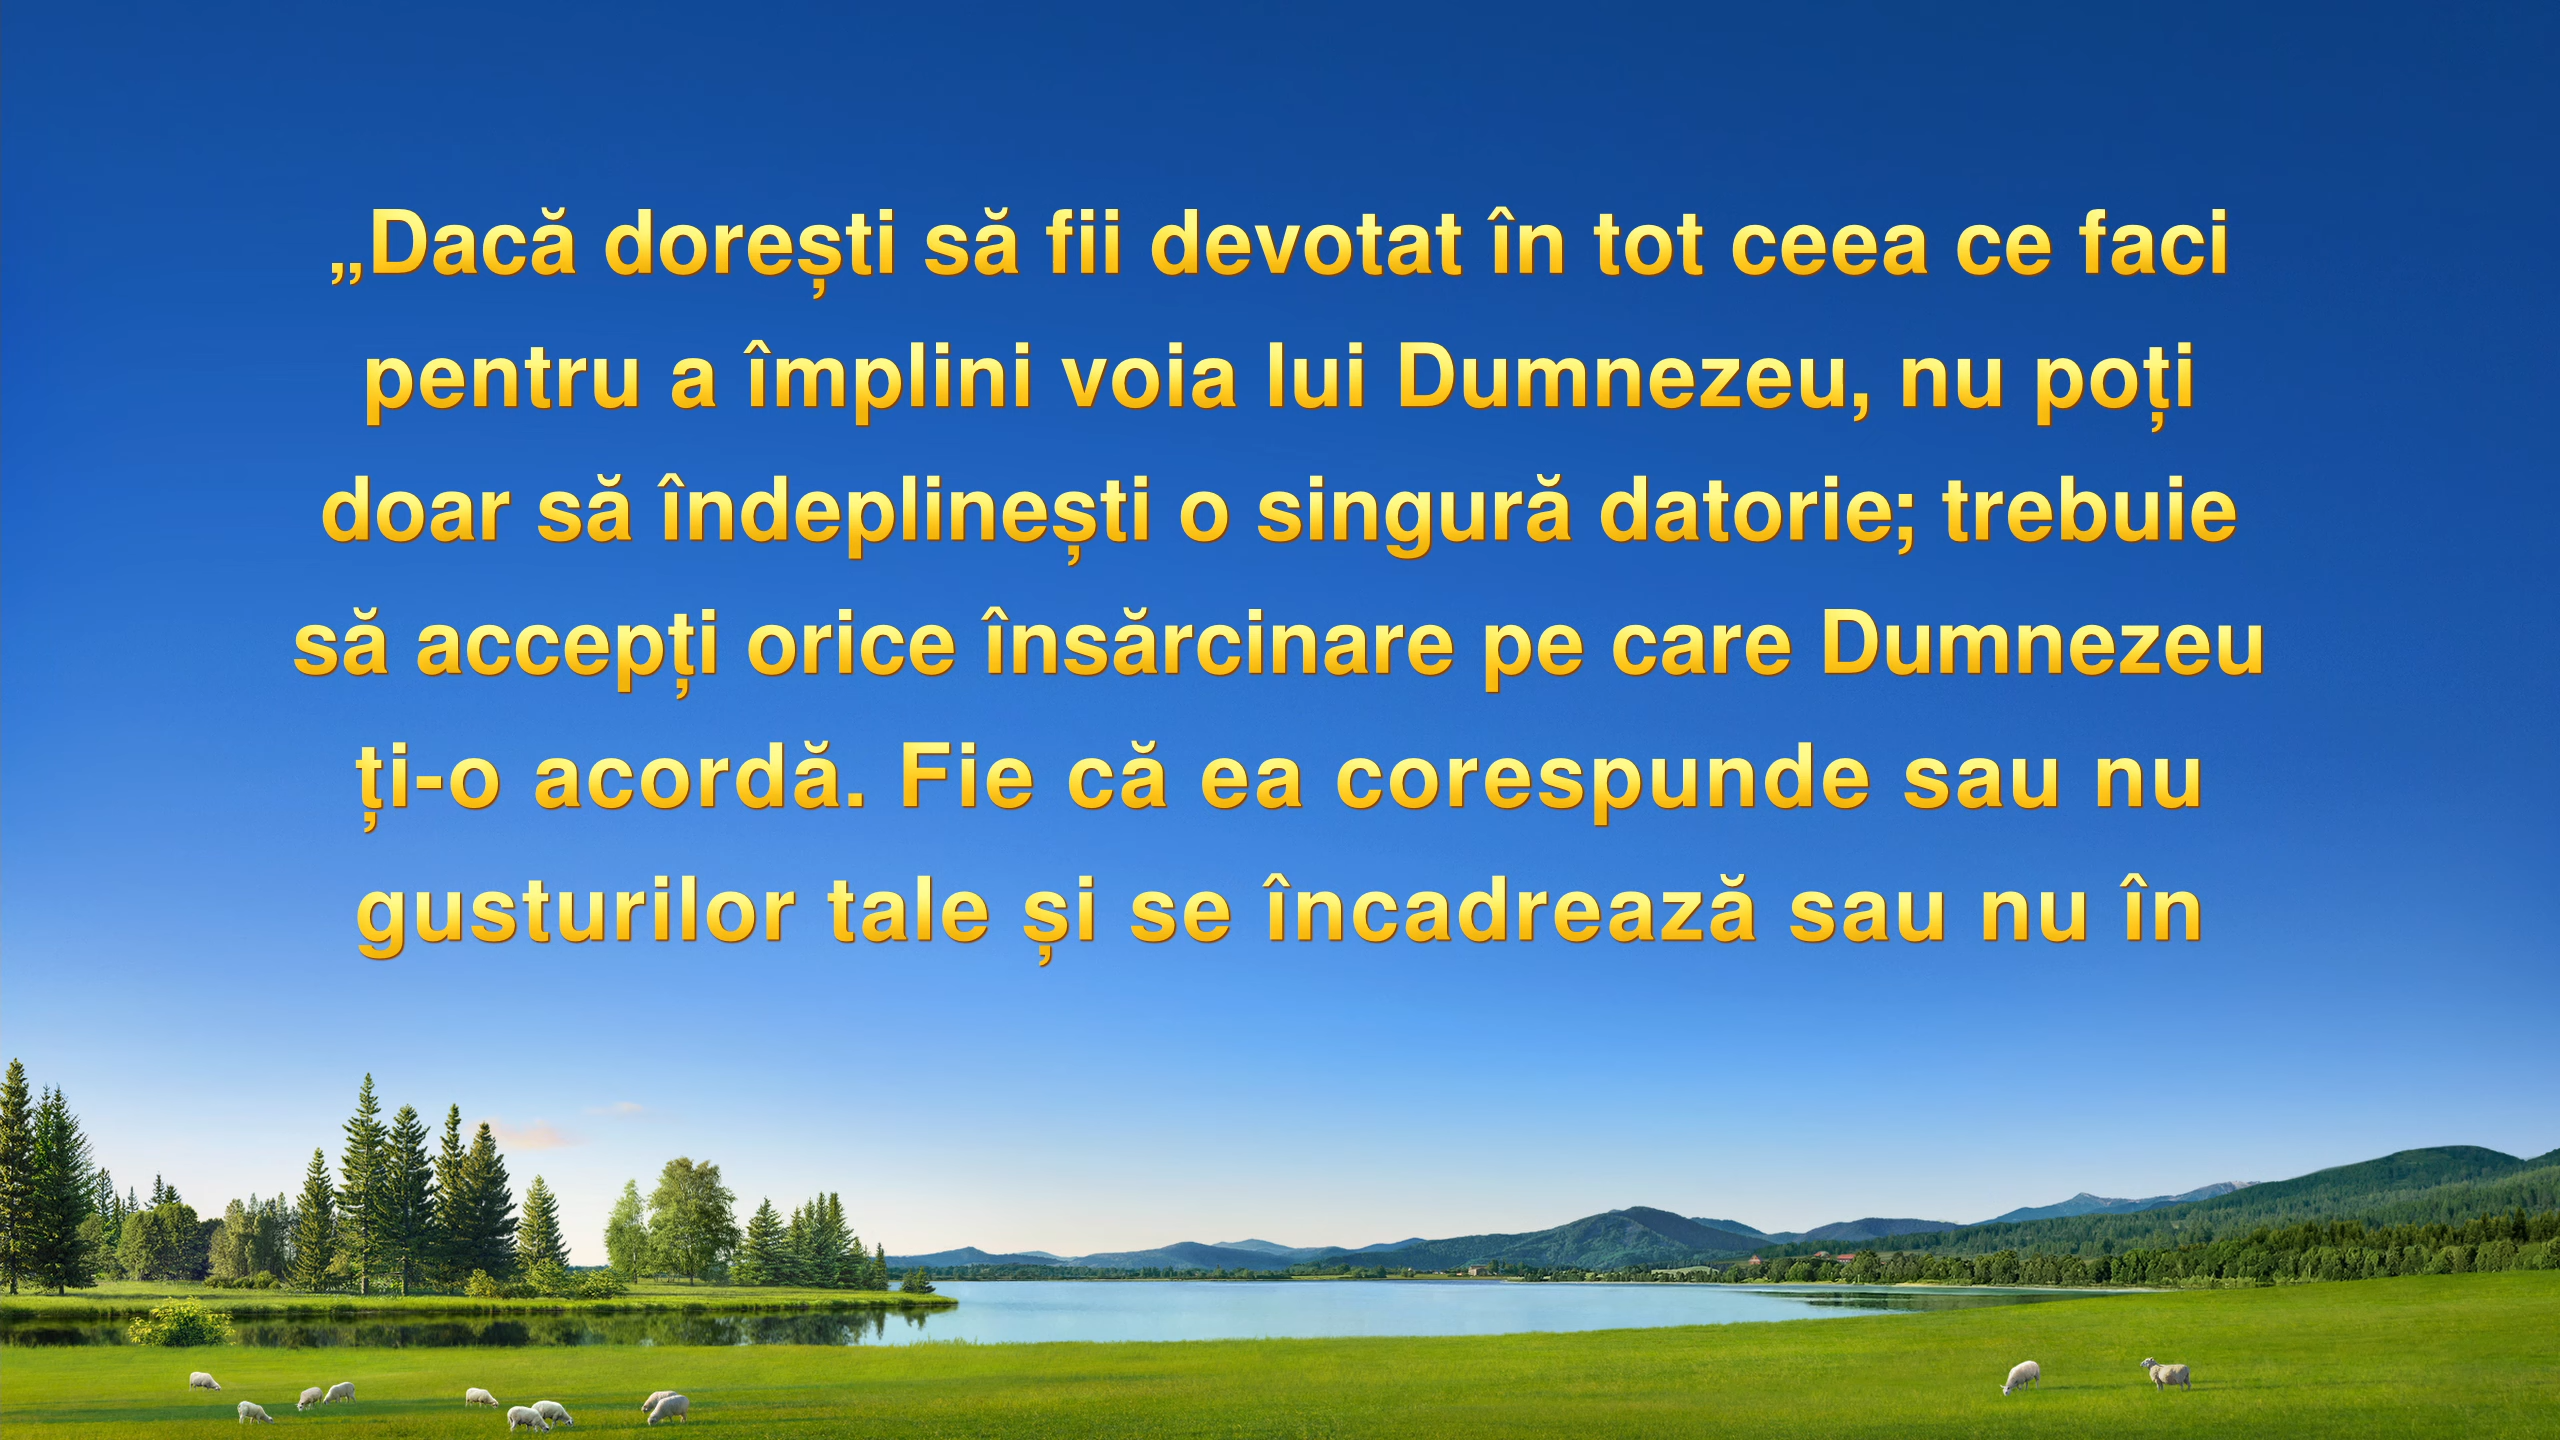 „Dacă dorești să fii devotat în tot ceea ce faci
pentru a împlini voia lui Dumnezeu, nu poți
doar să îndeplinești o singură datorie; trebuie
să accepți orice însărcinare pe care Dumnezeu
ți-o acordă. Fie că ea corespunde sau nu
gusturilor tale și se încadrează sau nu în